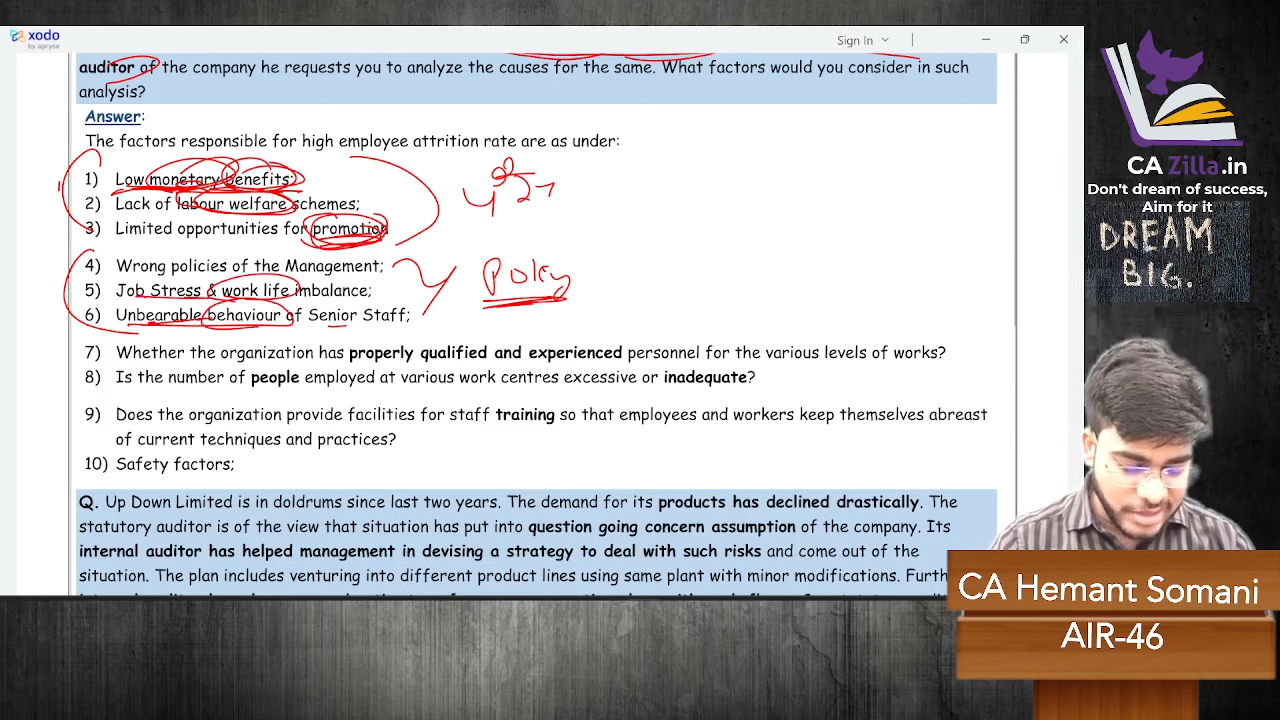 xodo
by apryse
Sign In
auditor of the company he requests you to analyze the causes for the same. What factors would you consider in such
analysis?
Answer:
The factors responsible for high employee attrition rate are as under:
1) Low monetary benefits;
2) Lack of labour welfare schemes;
3) Limited opportunities for promotion
4) Wrong policies of the Management;
5) Job Stress & work life imbalance;
6) Unbearable behaviour of Senior Staff;
Policy
7) Whether the organization has properly qualified and experienced personnel for the various levels of works?
8) Is the number of people employed at various work centres excessive or inadequate?
9) Does the organization provide facilities for staff training so that employees and workers keep themselves abreast
of current techniques and practices?
10) Safety factors;
Q. Up Down Limited is in doldrums since last two years. The demand for its products has declined drastically. The
statutory auditor is of the view that situation has put into question going concern assumption of the company. Its
internal auditor has helped management in devising a strategy to deal with such risks and come out of the
situation. The plan includes venturing into different product lines using same plant with minor modifications. Furth
CA Zilla.in
Don't dream of success,
Aim for it
DREAM
BIG.
CA Hemant Somani
AIR-46